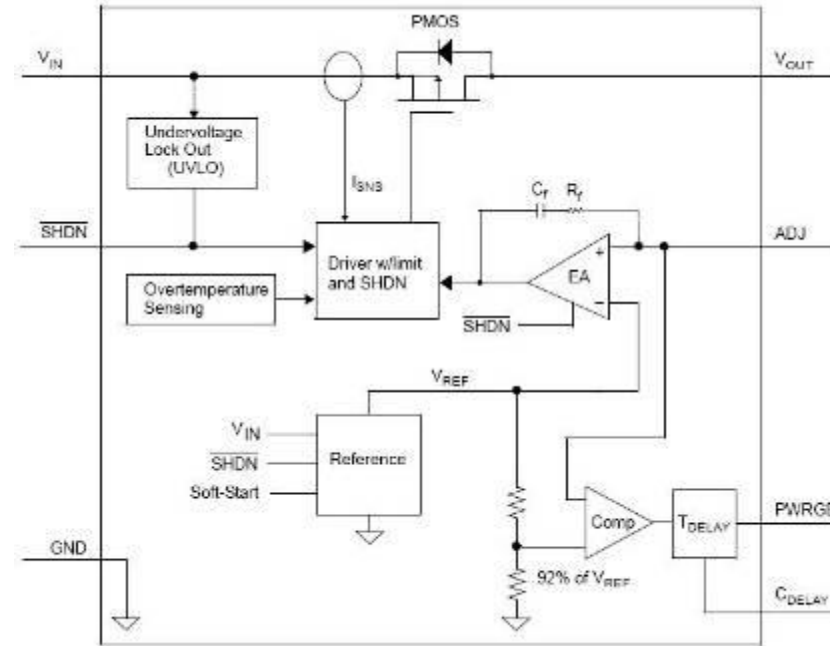 PMOS
VIN
VOUT
Undervoltage
Lock Out
(UVLO)
ISNS
Cf
Rf
SHDN
ADJ
Driver w/limit
and SHDN
+
EA
−
Overtemperature
Sensing
SHDN
VREF
VIN
SHDN
Soft-Start
Reference
Comp
TDELAY
PWRGD
GND
92% of VREF
CDELAY